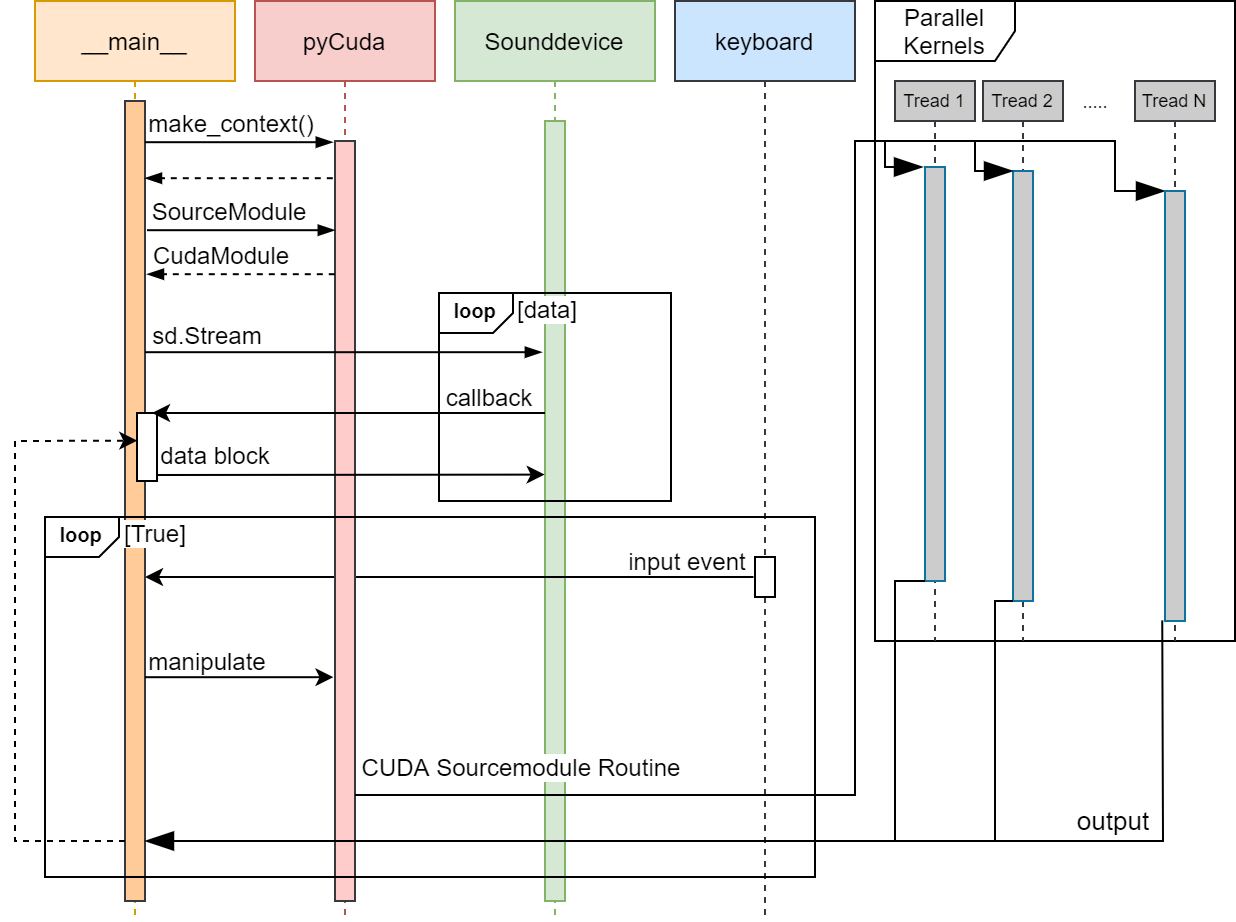 __main__
pyCuda
Sounddevice
keyboard
Parallel
Kernels
Tread 1
Tread 2
.....
Tread N
make_context()
SourceModule
CudaModule
loop
[data]
sd.Stream
callback
data block
loop
[True]
input event
manipulate
CUDA Sourcemodule Routine
output